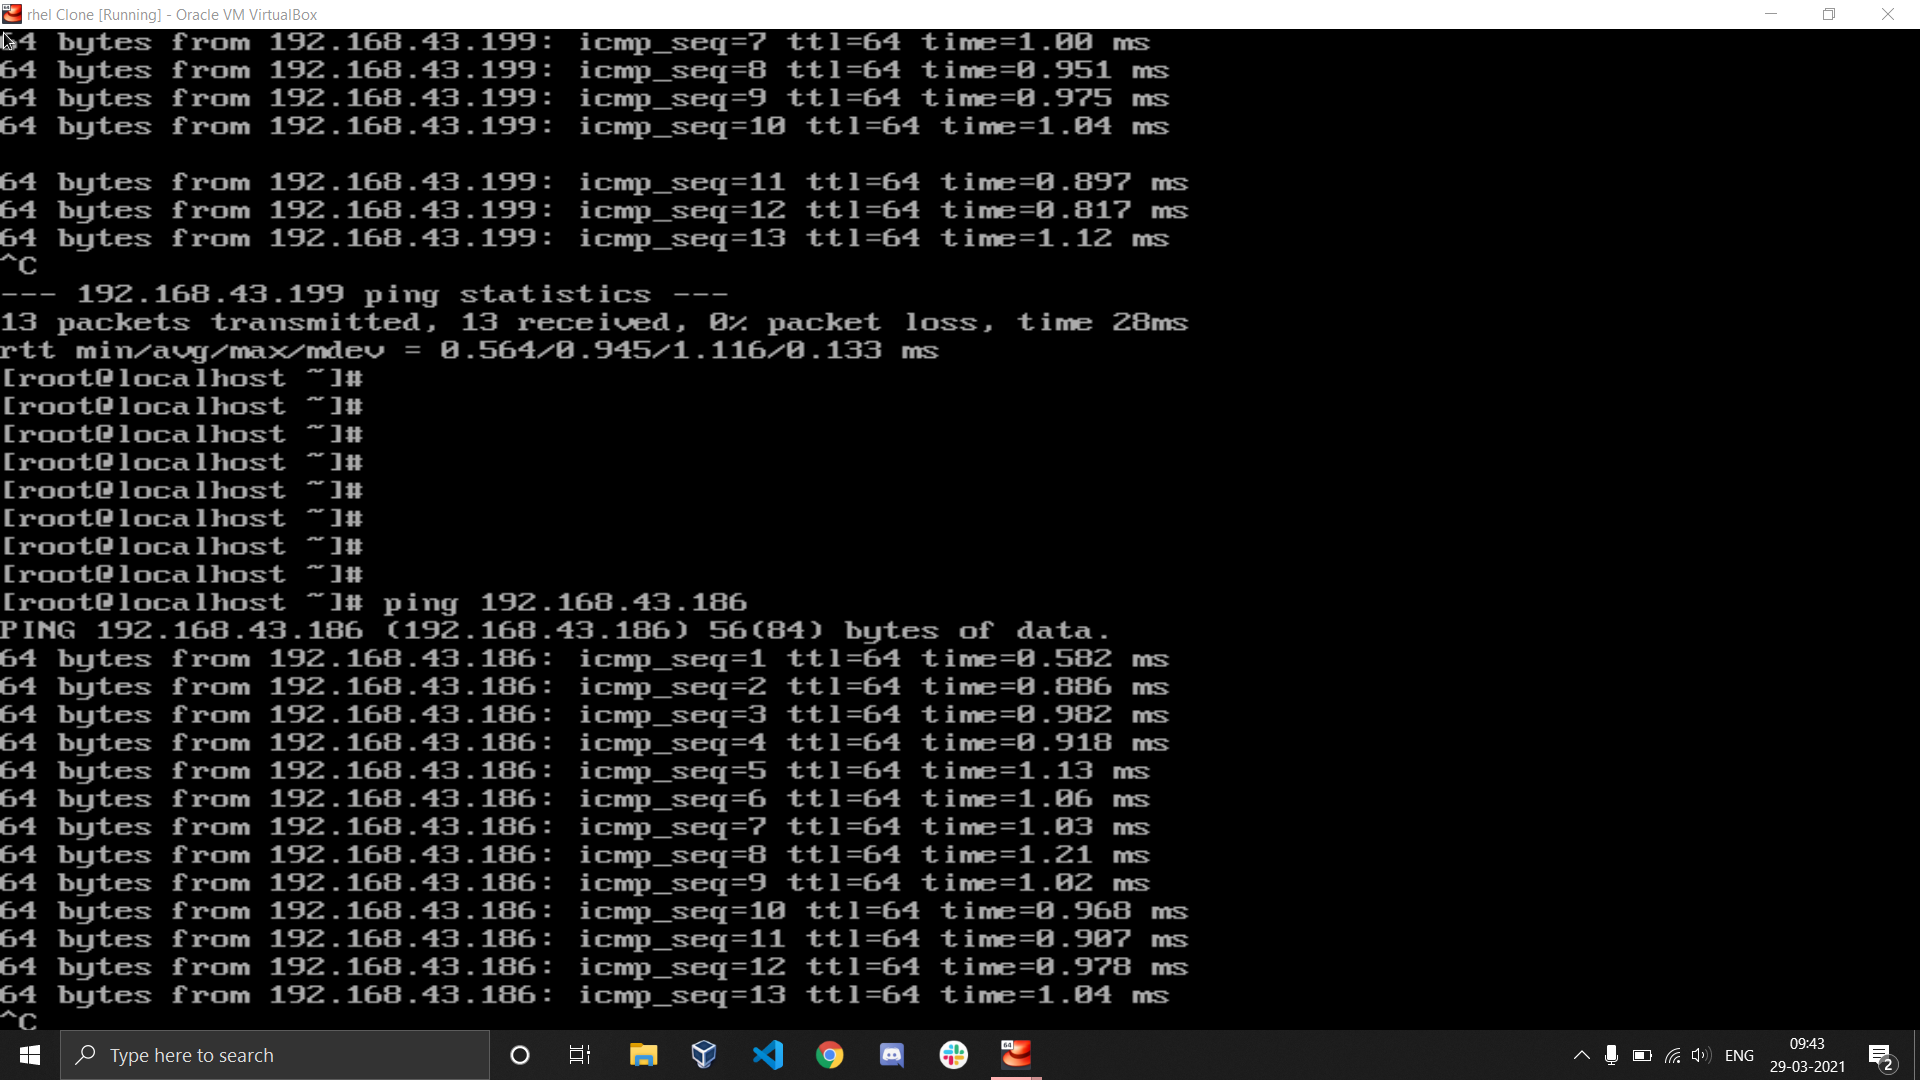 rhel Clone [Running] - Oracle VM VirtualBox
64 bytes from 192.168.43.199: icmp_seq=7 ttl=64 time=1.00 ms
64 bytes from 192.168.43.199: icmp_seq=8 ttl=64 time=0.951 ms
64 bytes from 192.168.43.199: icmp_seq=9 ttl=64 time=0.975 ms
64 bytes from 192.168.43.199: icmp_seq=10 ttl=64 time=1.04 ms
64 bytes from 192.168.43.199: icmp_seq=11 ttl=64 time=0.897 ms
64 bytes from 192.168.43.199: icmp_seq=12 ttl=64 time=0.817 ms
64 bytes from 192.168.43.199: icmp_seq=13 ttl=64 time=1.12 ms
^C
--- 192.168.43.199 ping statistics ---
13 packets transmitted, 13 received, 0% packet loss, time 28ms
rtt min/avg/max/mdev = 0.564/0.945/1.116/0.133 ms
[root@localhost ~]#
[root@localhost ~]#
[root@localhost ~]#
[root@localhost ~]#
[root@localhost ~]#
[root@localhost ~]#
[root@localhost ~]#
[root@localhost ~]#
[root@localhost ~]# ping 192.168.43.186
PING 192.168.43.186 (192.168.43.186) 56(84) bytes of data.
64 bytes from 192.168.43.186: icmp_seq=1 ttl=64 time=0.582 ms
64 bytes from 192.168.43.186: icmp_seq=2 ttl=64 time=0.886 ms
64 bytes from 192.168.43.186: icmp_seq=3 ttl=64 time=0.982 ms
64 bytes from 192.168.43.186: icmp_seq=4 ttl=64 time=0.918 ms
64 bytes from 192.168.43.186: icmp_seq=5 ttl=64 time=1.13 ms
64 bytes from 192.168.43.186: icmp_seq=6 ttl=64 time=1.06 ms
64 bytes from 192.168.43.186: icmp_seq=7 ttl=64 time=1.03 ms
64 bytes from 192.168.43.186: icmp_seq=8 ttl=64 time=1.21 ms
64 bytes from 192.168.43.186: icmp_seq=9 ttl=64 time=1.02 ms
64 bytes from 192.168.43.186: icmp_seq=10 ttl=64 time=0.968 ms
64 bytes from 192.168.43.186: icmp_seq=11 ttl=64 time=0.907 ms
64 bytes from 192.168.43.186: icmp_seq=12 ttl=64 time=0.978 ms
64 bytes from 192.168.43.186: icmp_seq=13 ttl=64 time=1.04 ms
^C
Type here to search
64
ENG
09:43
29-03-2021
2